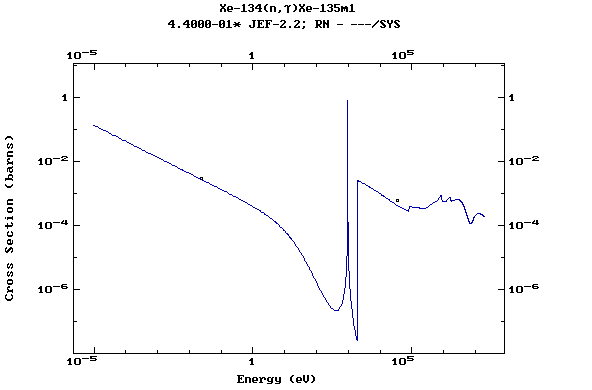 Xe-134(n,γ)Xe-135m1
4.4000-01* JEF-2.2; RN - ---/SYS
10-5 105
1 1
10-2 10-2
10-4 10-4
10-6 10-6
10-5 1 105
Cross Section (barns)
Energy (eV)